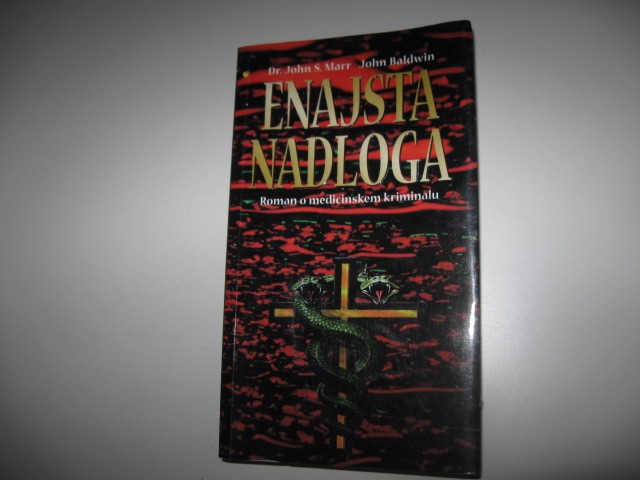 Dr. John S. Marr John Baldwin
ENAJSTA
NADLOGA
Roman o medicinskem kriminalu